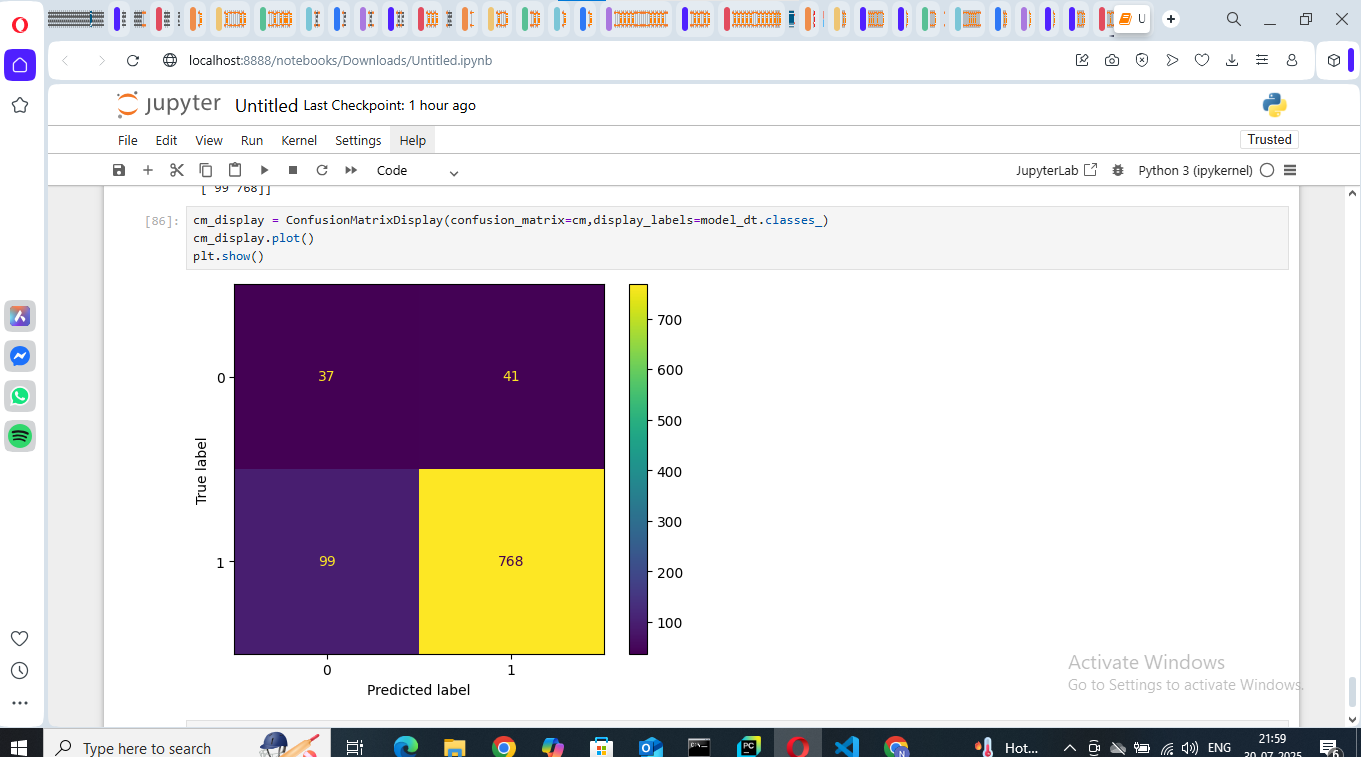 U
localhost:8888/notebooks/Downloads/Untitled.ipynb
jupyter Untitled Last Checkpoint: 1 hour ago
File Edit View Run Kernel Settings Help
Trusted
Code
JupyterLab
Python 3 (ipykernel)
[ 99 768]]
[86]:
cm_display = ConfusionMatrixDisplay(confusion_matrix=cm,display_labels=model_dt.classes_)
cm_display.plot()
plt.show()
37 41
99 768
0
1
True label
0 1
Predicted label
700
600
500
400
300
200
100
Activate Windows
Go to Settings to activate Windows.
Type here to search
Hot...
ENG
21:59
30-07-2025
6